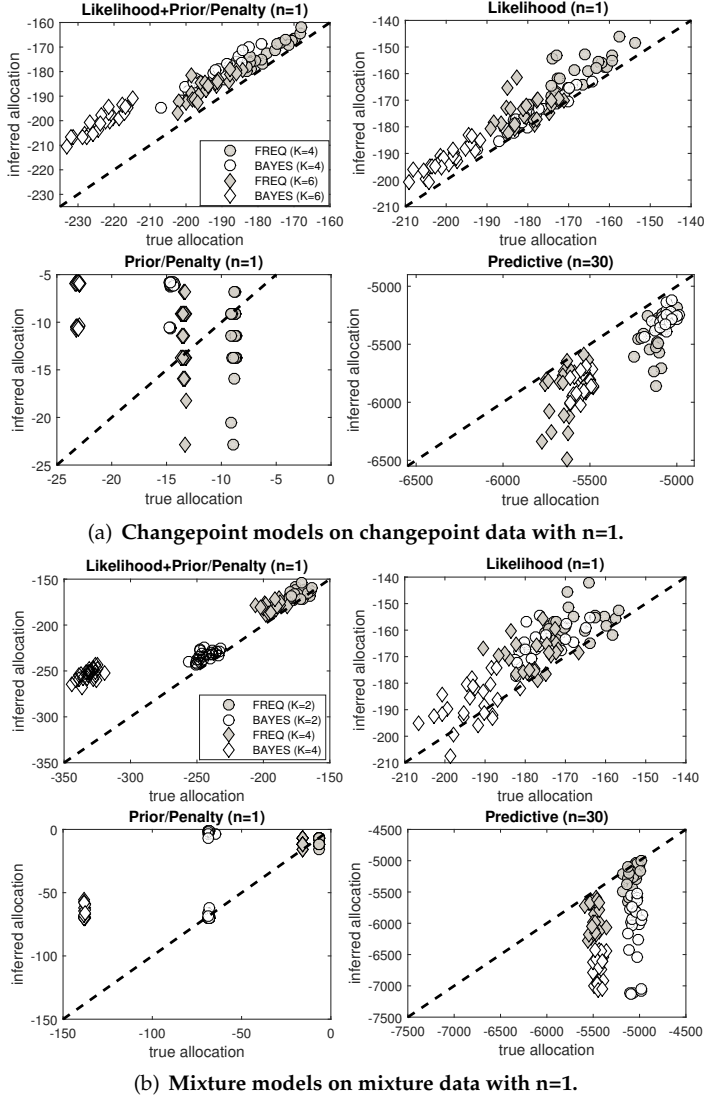 Likelihood+Prior/Penalty (n=1)
inferred allocation
-160
-170
-180
-190
-200
-210
-220
-230
FREQ (K=4)
BAYES (K=4)
FREQ (K=6)
BAYES (K=6)
-230 -220 -210 -200 -190 -180 -170 -160
true allocation
Likelihood (n=1)
inferred allocation
-140
-150
-160
-170
-180
-190
-200
-210
-210 -200 -190 -180 -170 -160 -150 -140
true allocation
Prior/Penalty (n=1)
inferred allocation
-5
-10
-15
-20
-25
-25 -20 -15 -10 -5 0
true allocation
Predictive (n=30)
inferred allocation
-5000
-5500
-6000
-6500
-6500 -6000 -5500 -5000
true allocation
(a) Changepoint models on changepoint data with n=1.
Likelihood+Prior/Penalty (n=1)
inferred allocation
-150
-200
-250
-300
-350
FREQ (K=2)
BAYES (K=2)
FREQ (K=4)
BAYES (K=4)
-350 -300 -250 -200 -150
true allocation
Likelihood (n=1)
inferred allocation
-140
-150
-160
-170
-180
-190
-200
-210
-210 -200 -190 -180 -170 -160 -150 -140
true allocation
Prior/Penalty (n=1)
inferred allocation
0
-50
-100
-150
-150 -100 -50 0
true allocation
Predictive (n=30)
inferred allocation
-4500
-5000
-5500
-6000
-6500
-7000
-7500
-7500 -7000 -6500 -6000 -5500 -5000 -4500
true allocation
(b) Mixture models on mixture data with n=1.